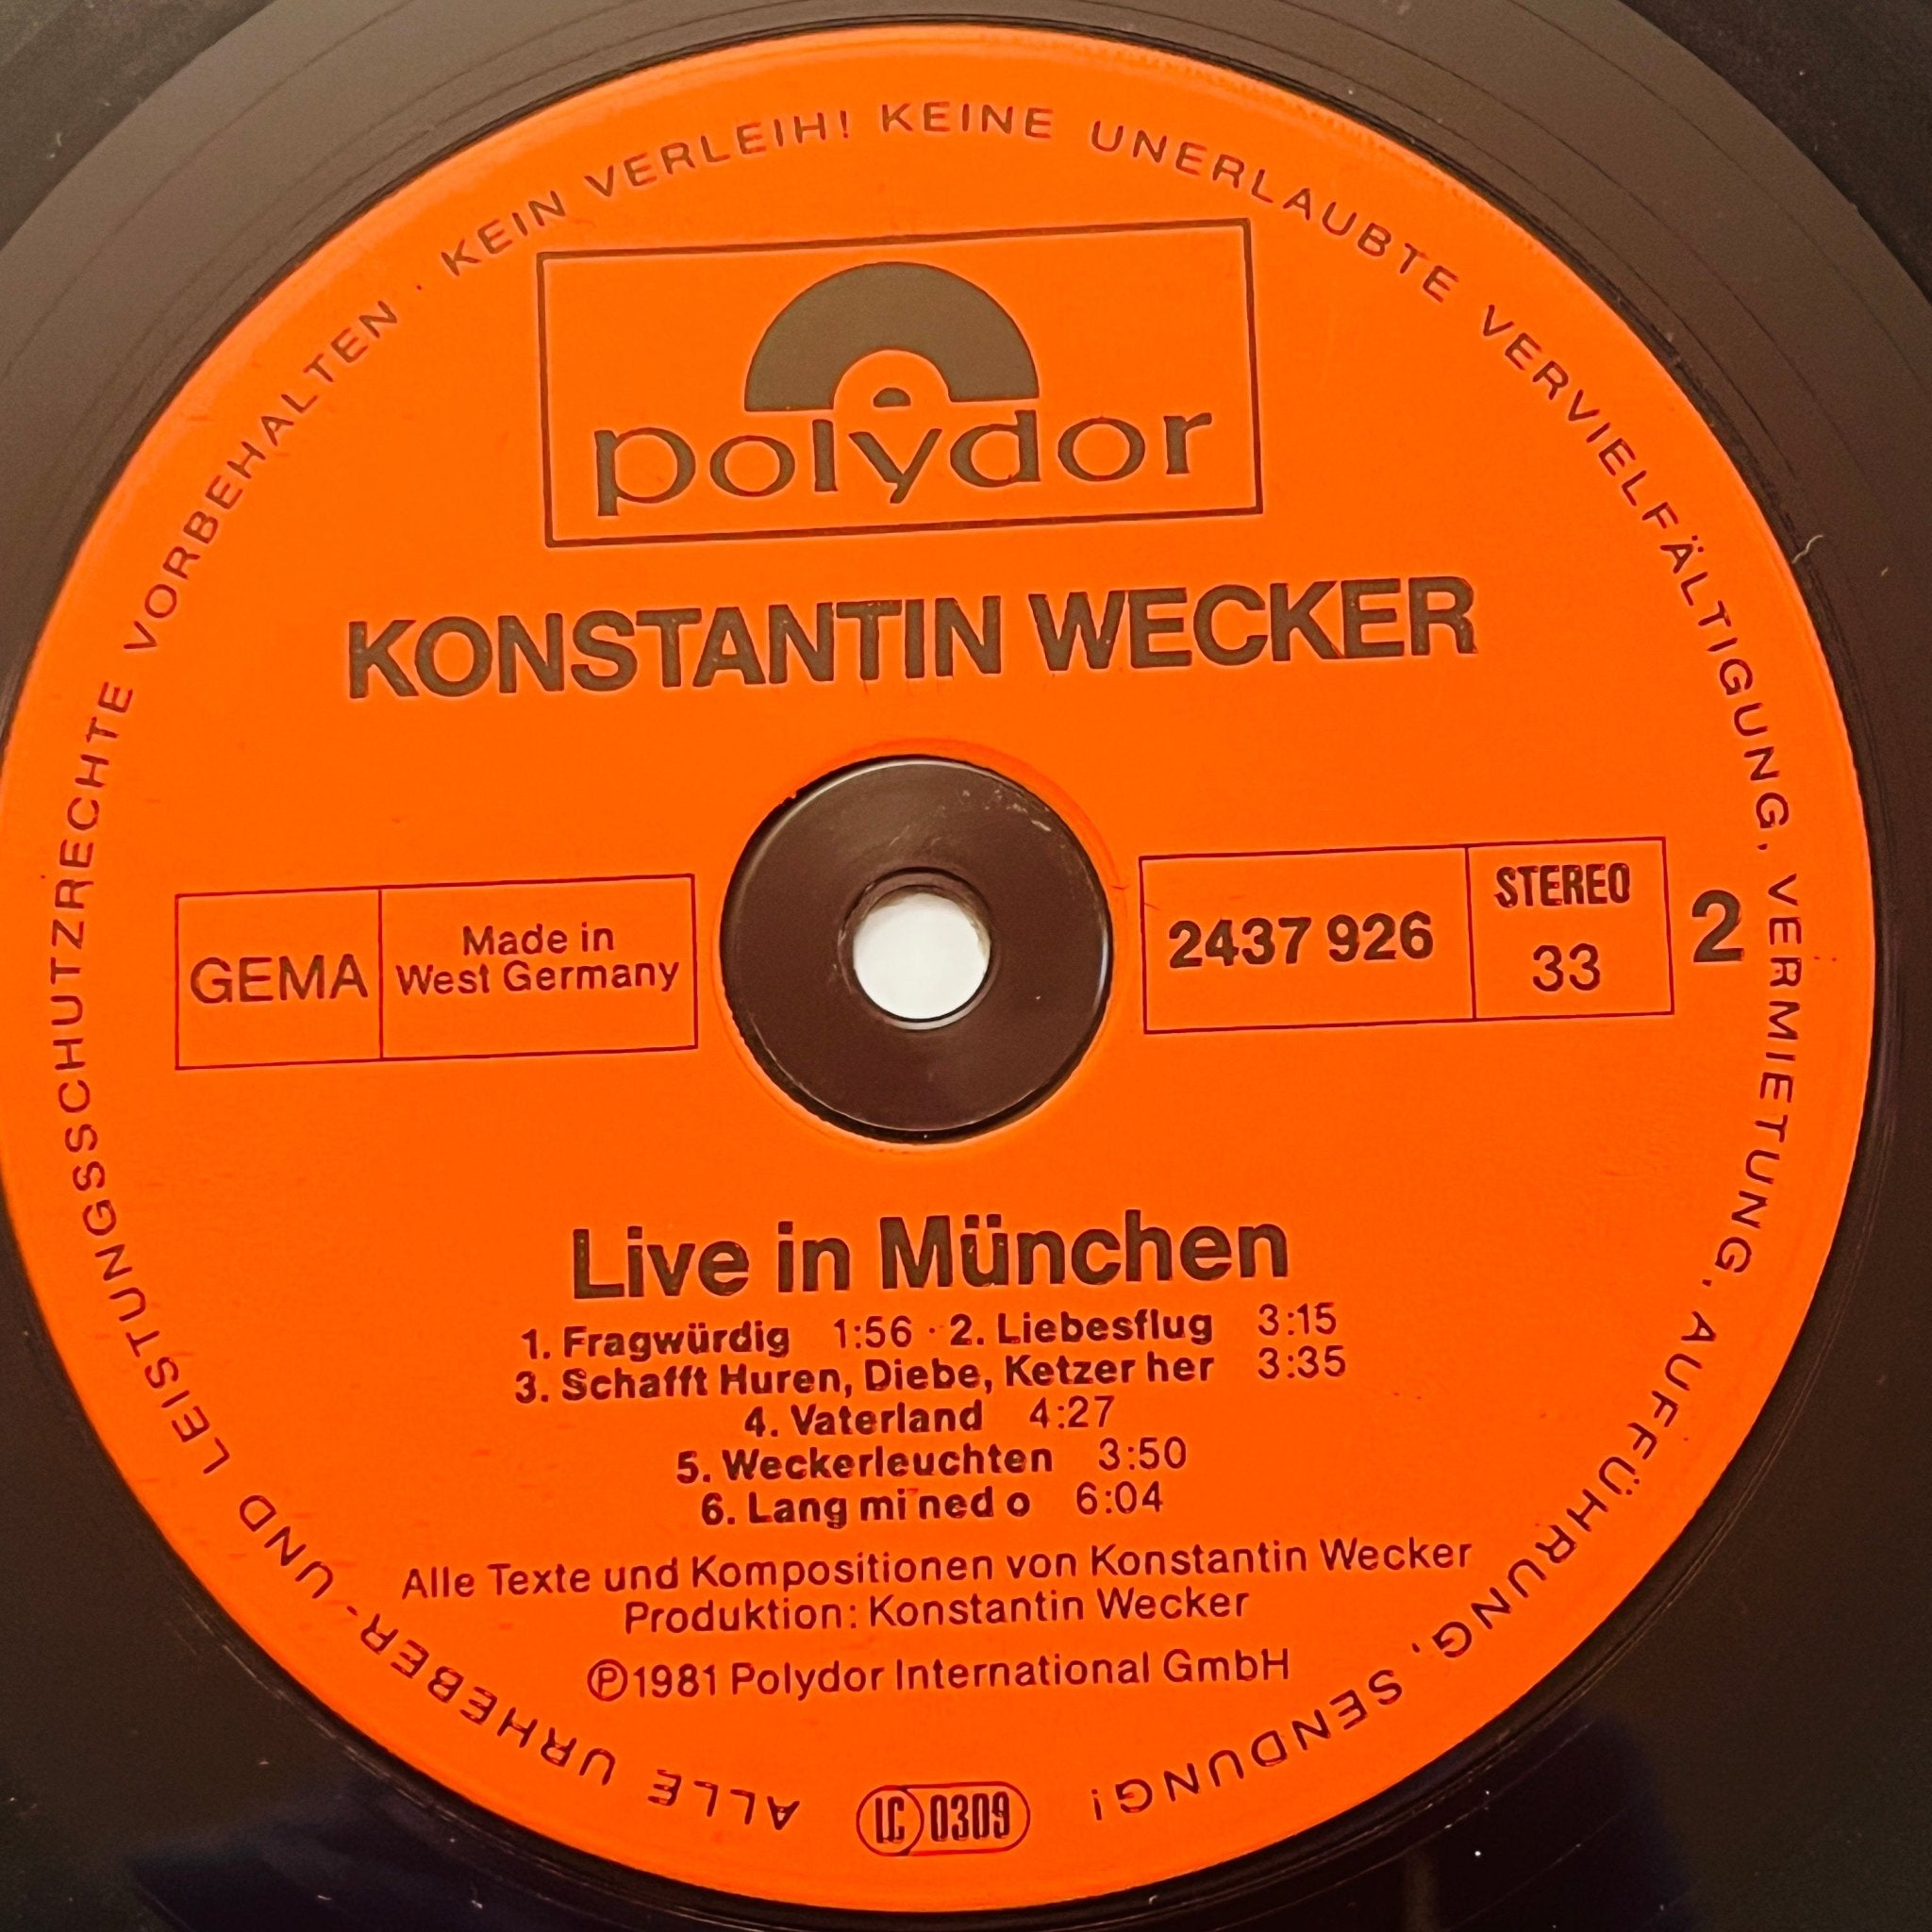 ALLE URHEBER- UND LEISTUNGSSCHUTZRECHTE VORBEHALTEN · KEIN VERLEIH! KEINE UNERLAUBTE VERVIELFÄLTIGUNG, VERMIETUNG, AUFFÜHRUNG, SENDUNG!
polydor
KONSTANTIN WECKER
GEMA
Made in
West Germany
2437 926
STEREO
33
2
Live in München
1. Fragwürdig 1:56 · 2. Liebesflug 3:15
3. Schafft Huren, Diebe, Ketzer her 3:35
4. Vaterland 4:27
5. Weckerleuchten 3:50
6. Lang mi ned o 6:04
Alle Texte und Kompositionen von Konstantin Wecker
Produktion: Konstantin Wecker
Ⓟ1981 Polydor International GmbH
LC 0309